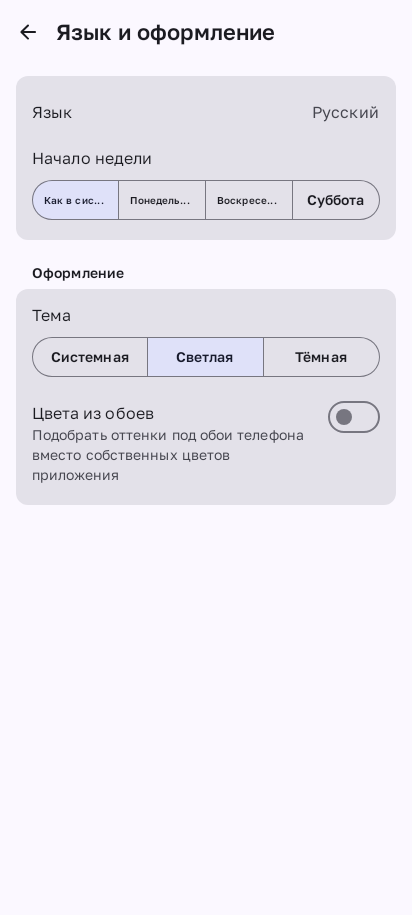 Язык и оформление
Язык
Русский
Начало недели
Как в сис...
Понедель...
Воскресе...
Суббота
Оформление
Тема
Системная
Светлая
Тёмная
Цвета из обоев
Подобрать оттенки под обои телефона
вместо собственных цветов
приложения